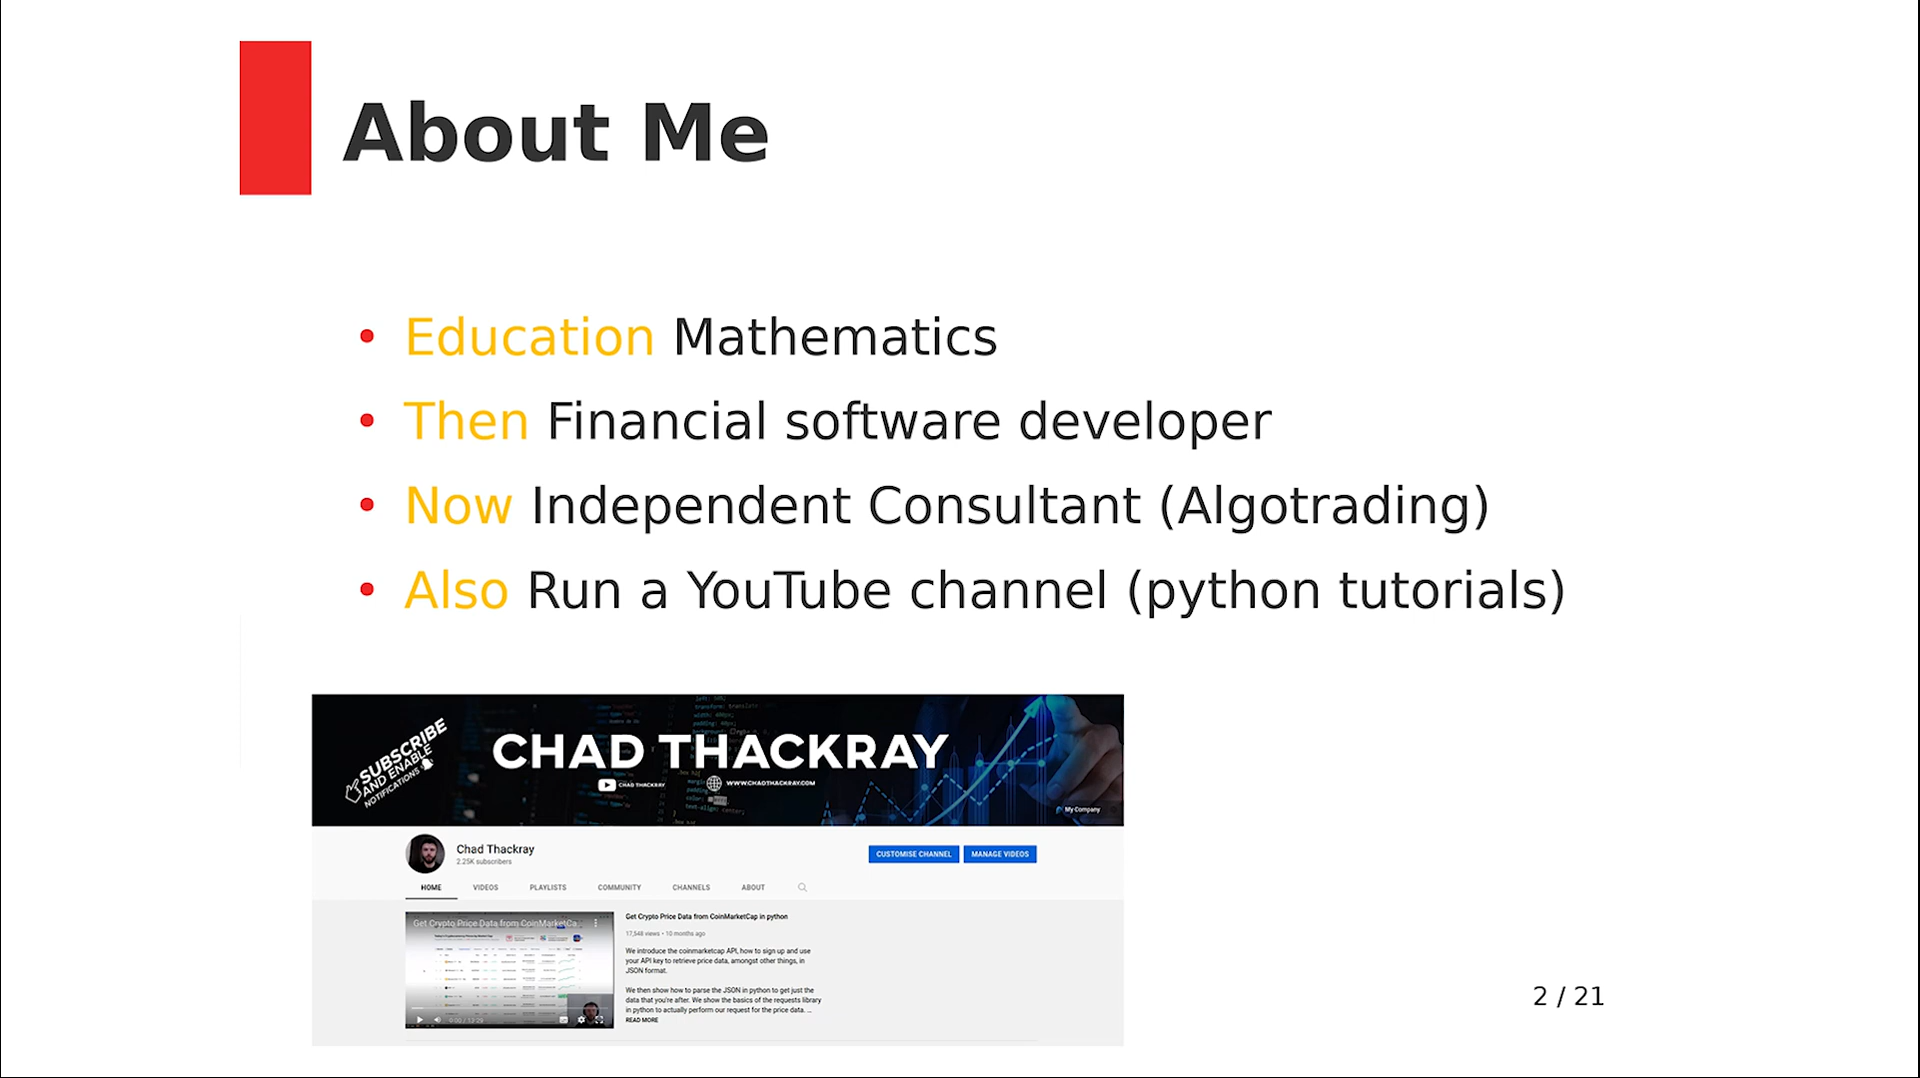 About Me
• Education Mathematics
• Then Financial software developer
• Now Independent Consultant (Algotrading)
• Also Run a YouTube channel (python tutorials)
SUBSCRIBE
AND ENABLE
NOTIFICATIONS
CHAD THACKRAY
CHAD THACKRAY
WWW.CHADTHACKRAY.COM
My Company
Chad Thackray
2.25K subscribers
CUSTOMISE CHANNEL
MANAGE VIDEOS
HOME
VIDEOS
PLAYLISTS
COMMUNITY
CHANNELS
ABOUT
Get Crypto Price Data from CoinMarketCa
Get Crypto Price Data from CoinMarketCap in python
17,548 views • 10 months ago
We introduce the coinmarketcap API, how to sign up and use
your API key to retrieve price data, amongst other things, in
JSON format.
We then show how to parse the JSON in python to get just the
data that you're after. We show the basics of the requests library
in python to actually perform our request for the price data. ...
READ MORE
2 / 21